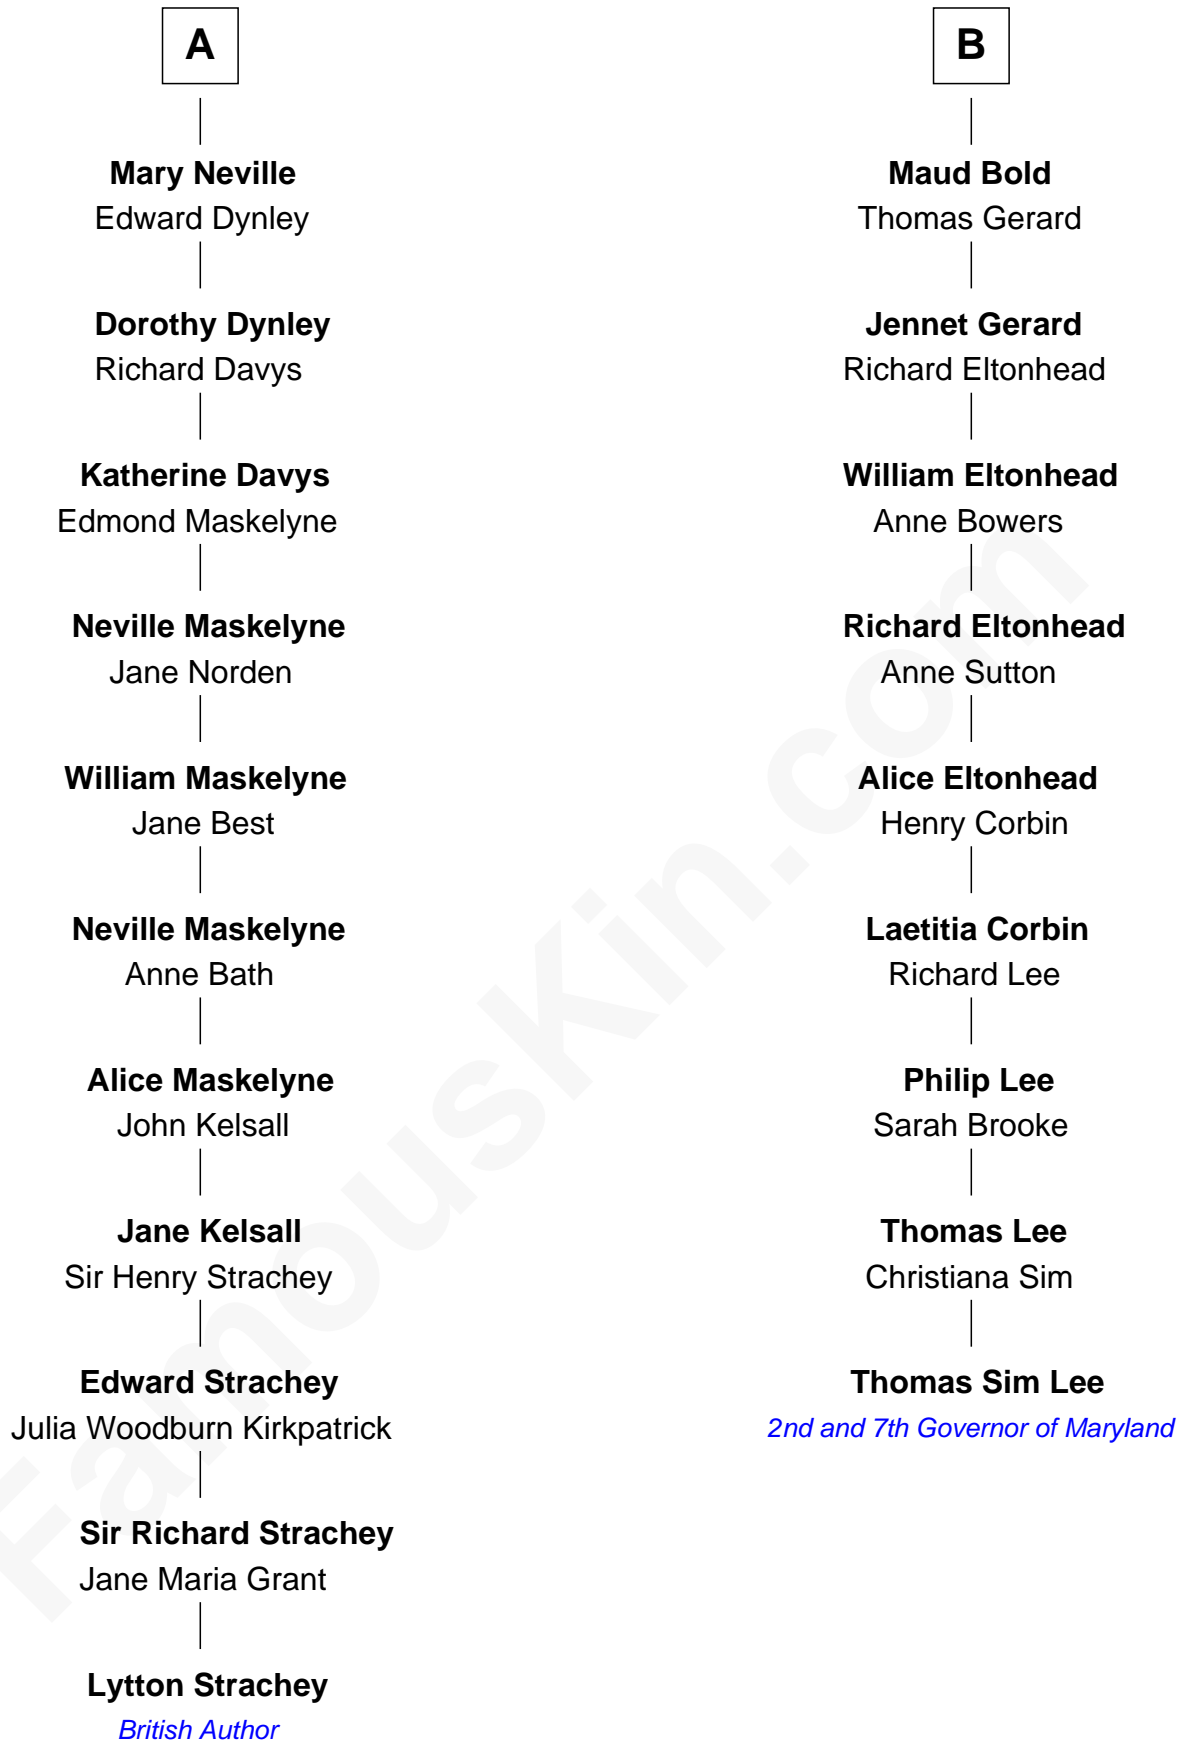 A
Mary Neville
Edward Dynley
Dorothy Dynley
Richard Davys
Katherine Davys
Edmond Maskelyne
Neville Maskelyne
Jane Norden
William Maskelyne
Jane Best
Neville Maskelyne
Anne Bath
Alice Maskelyne
John Kelsall
Jane Kelsall
Sir Henry Strachey
Edward Strachey
Julia Woodburn Kirkpatrick
Sir Richard Strachey
Jane Maria Grant
Lytton Strachey
British Author
B
Maud Bold
Thomas Gerard
Jennet Gerard
Richard Eltonhead
William Eltonhead
Anne Bowers
Richard Eltonhead
Anne Sutton
Alice Eltonhead
Henry Corbin
Laetitia Corbin
Richard Lee
Philip Lee
Sarah Brooke
Thomas Lee
Christiana Sim
Thomas Sim Lee
2nd and 7th Governor of Maryland
FamousKin.com